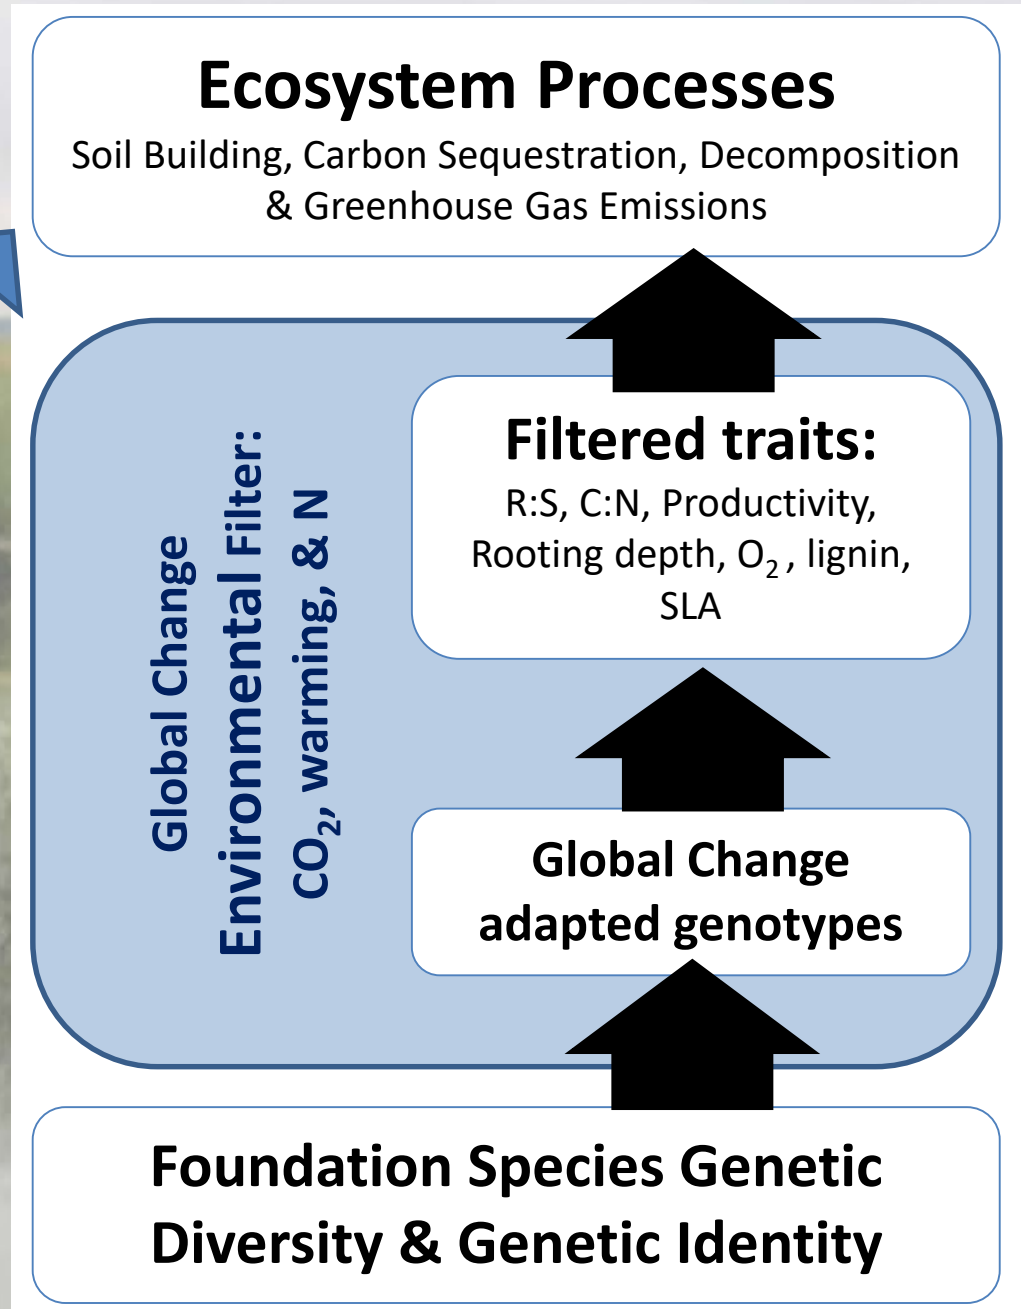 Ecosystem Processes
Soil Building, Carbon Sequestration, Decomposition
& Greenhouse Gas Emissions
Global Change
Environmental Filter:
CO₂, warming, & N
Filtered traits:
R:S, C:N, Productivity,
Rooting depth, O₂ , lignin,
SLA
Global Change
adapted genotypes
Foundation Species Genetic
Diversity & Genetic Identity